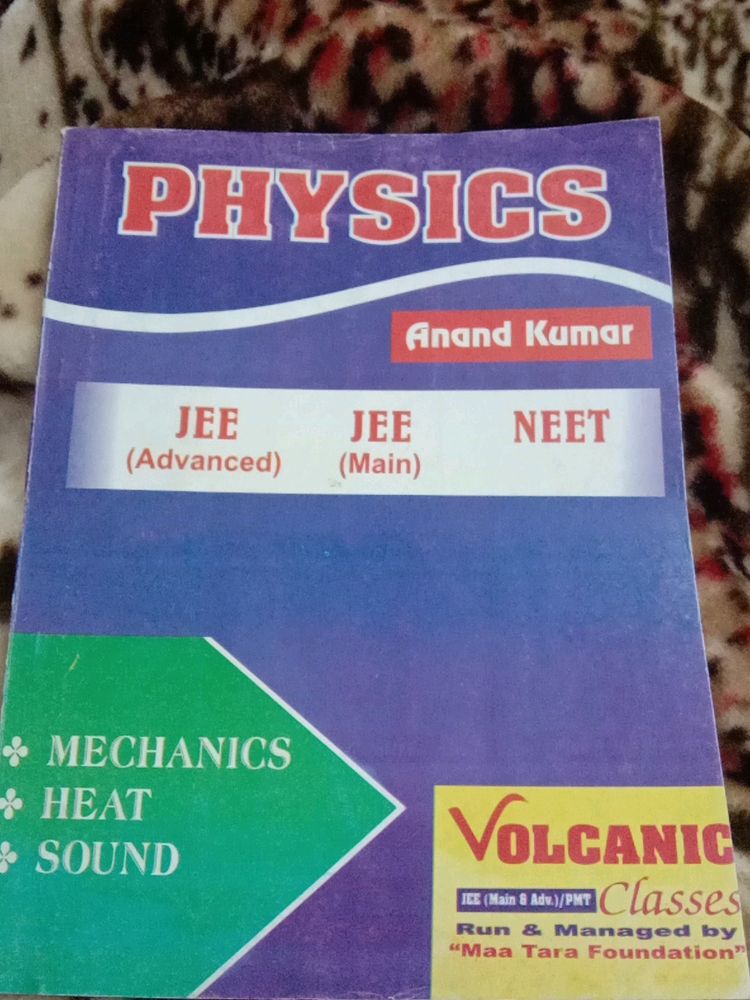 PHYSICS
Anand Kumar
JEE JEE NEET
(Advanced) (Main)
MECHANICS
HEAT
SOUND
VOLCANIC
JEE (Main & Adv.)/PMT Classes
Run & Managed by
"Maa Tara Foundation"